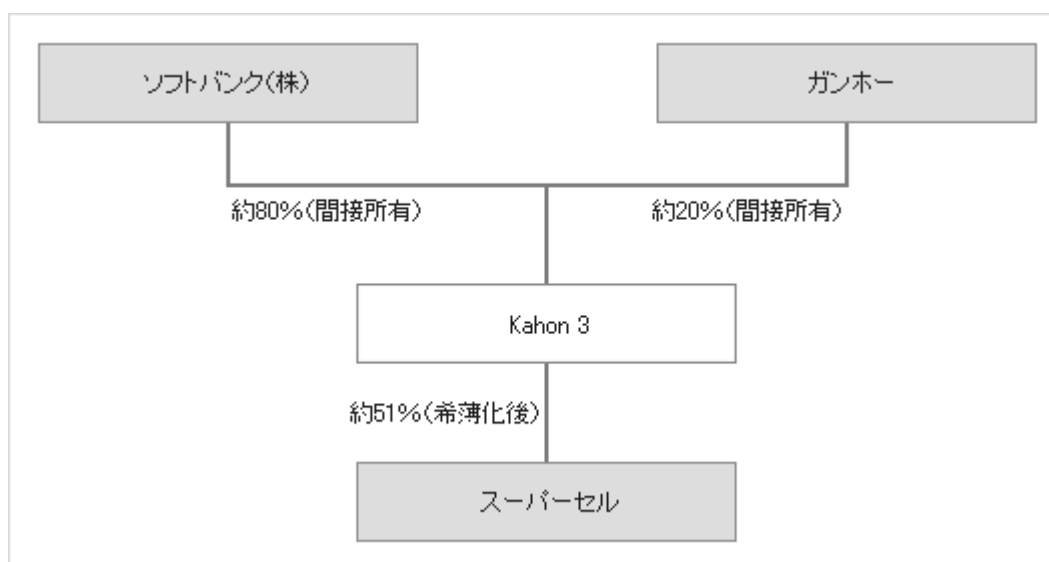 ソフトバンク(株)
ガンホー
約80%(間接所有)
約20%(間接所有)
Kahon 3
約51%(希薄化後)
スーパーセル